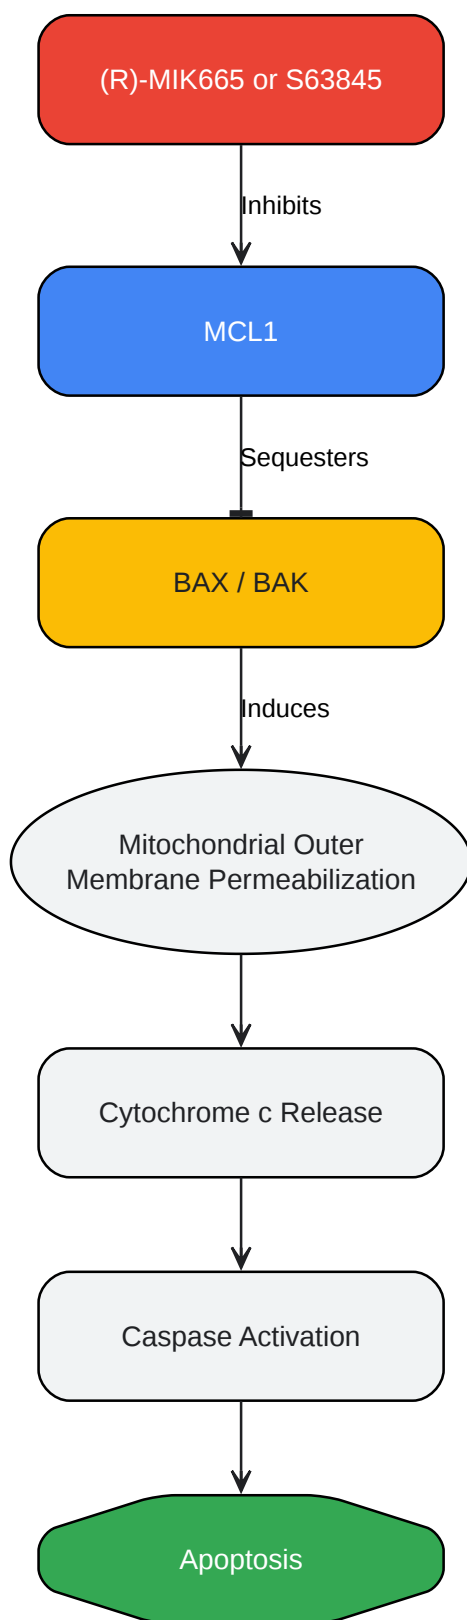 (R)-MIK665 or S63845
Inhibits
MCL1
Sequesters
BAX / BAK
Induces
Mitochondrial Outer
Membrane Permeabilization
Cytochrome c Release
Caspase Activation
Apoptosis